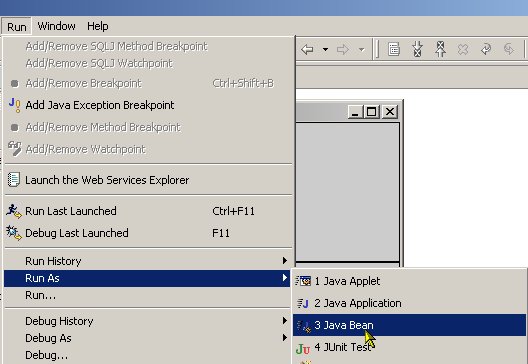 Run Window Help
Add/Remove SQLJ Method Breakpoint
Add/Remove SQLJ Watchpoint
Add/Remove Breakpoint Ctrl+Shift+B
Add Java Exception Breakpoint
Add/Remove Method Breakpoint
Add/Remove Watchpoint
Launch the Web Services Explorer
Run Last Launched Ctrl+F11
Debug Last Launched F11
Run History
Run As
Run...
Debug History
Debug As
Debug...
1 Java Applet
2 Java Application
3 Java Bean
4 JUnit Test